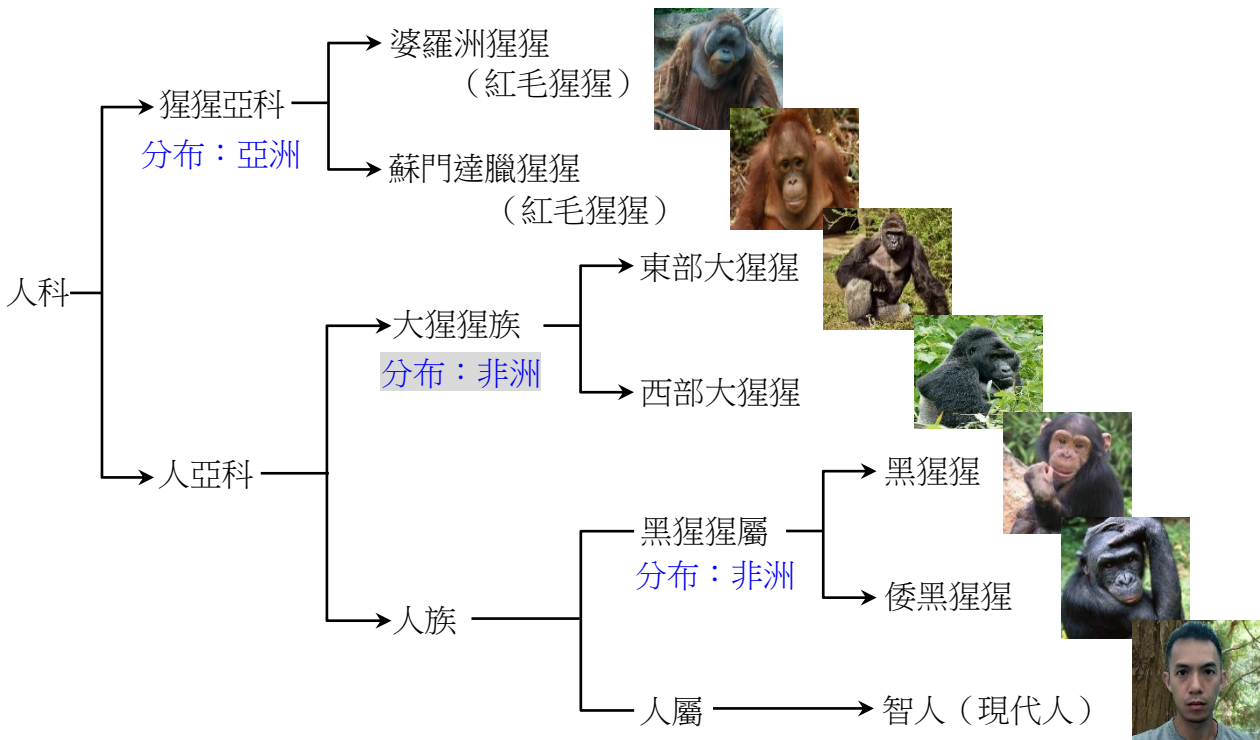 婆羅洲猩猩
（紅毛猩猩）
猩猩亞科
分布：亞洲
蘇門達臘猩猩
（紅毛猩猩）
人科
東部大猩猩
大猩猩族
分布：非洲
西部大猩猩
人亞科
黑猩猩
黑猩猩屬
分布：非洲
倭黑猩猩
人族
人屬
智人（現代人）